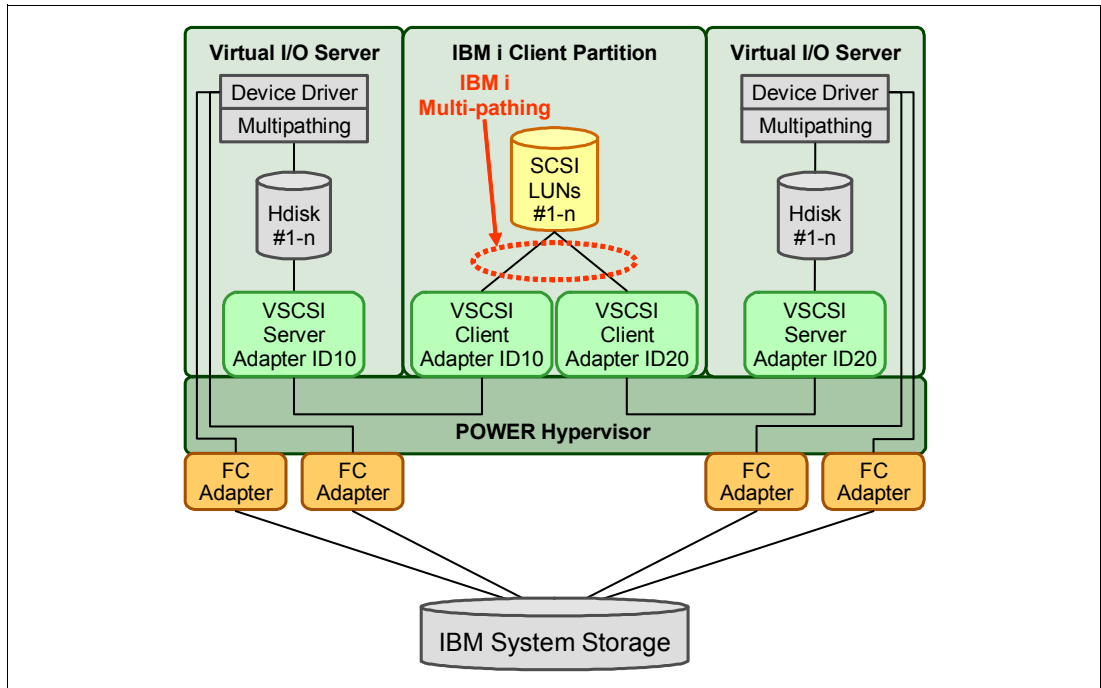 Virtual I/O Server
IBM i Client Partition
Virtual I/O Server
IBM i
Multi-pathing
Device Driver
Multipathing
Device Driver
Multipathing
SCSI
LUNs
#1-n
Hdisk
#1-n
Hdisk
#1-n
VSCSI
Server
Adapter ID10
VSCSI
Client
Adapter ID10
VSCSI
Client
Adapter ID20
VSCSI
Server
Adapter ID20
POWER Hypervisor
FC
Adapter
FC
Adapter
FC
Adapter
FC
Adapter
IBM System Storage